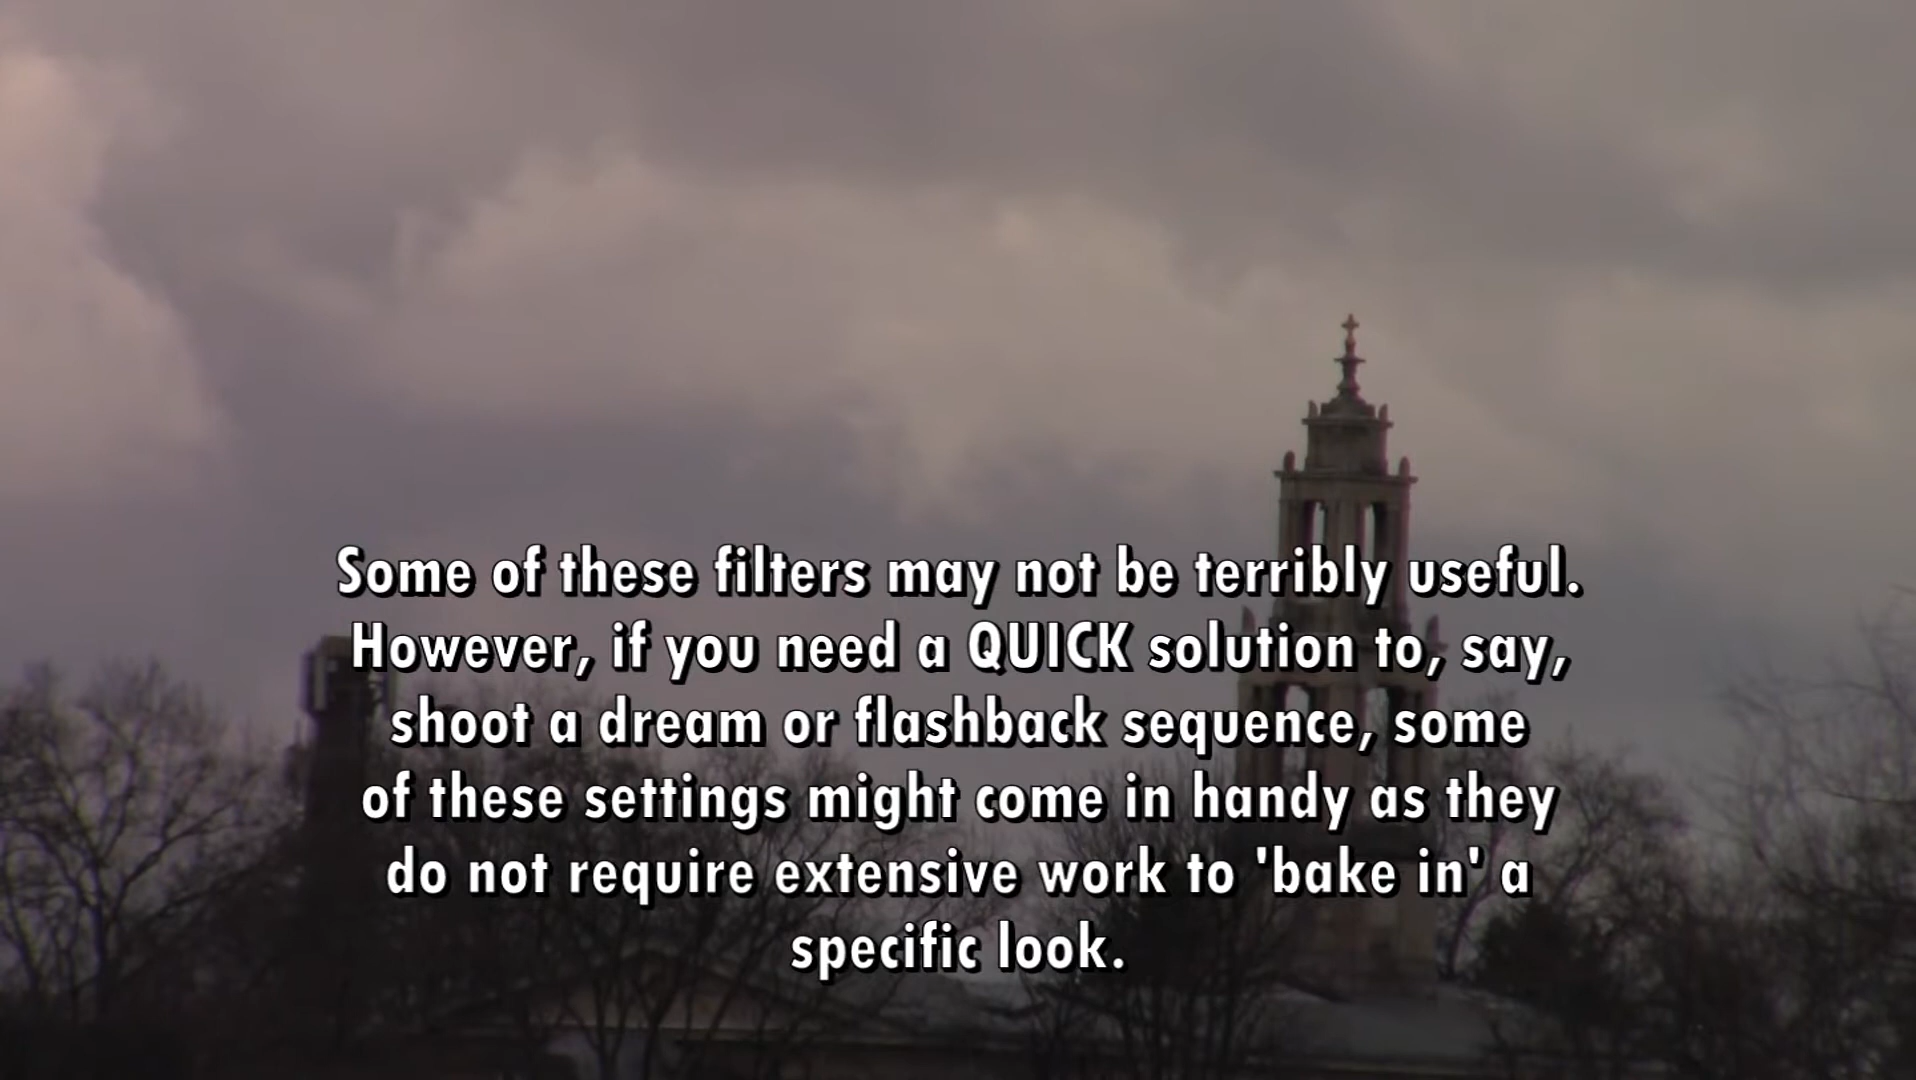 Some of these filters may not be terribly useful.
However, if you need a QUICK solution to, say,
shoot a dream or flashback sequence, some
of these settings might come in handy as they
do not require extensive work to 'bake in' a
specific look.